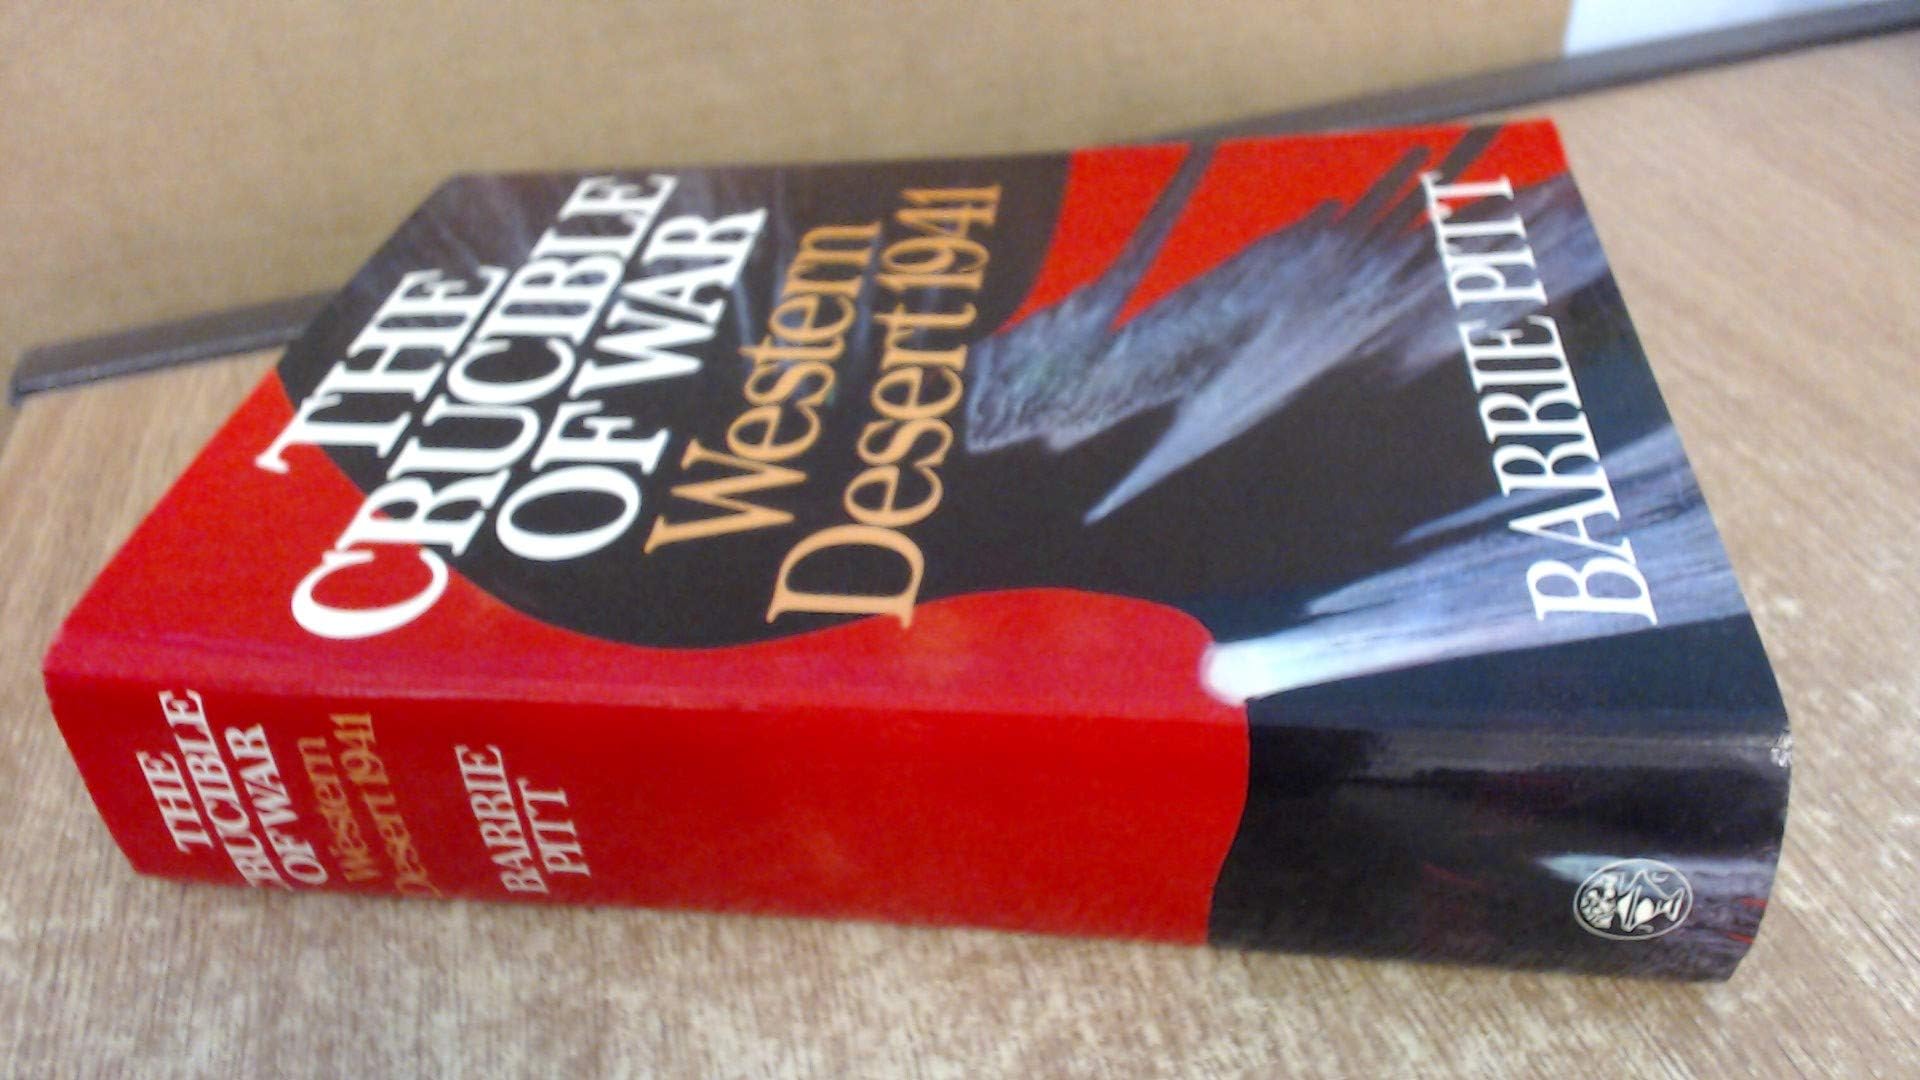 THE
CRUCIBLE
OF WAR
Western
Desert 1941
BARRIE PITT
THE
CRUCIBLE
OF WAR
Western
Desert 1941
BARRIE
PITT